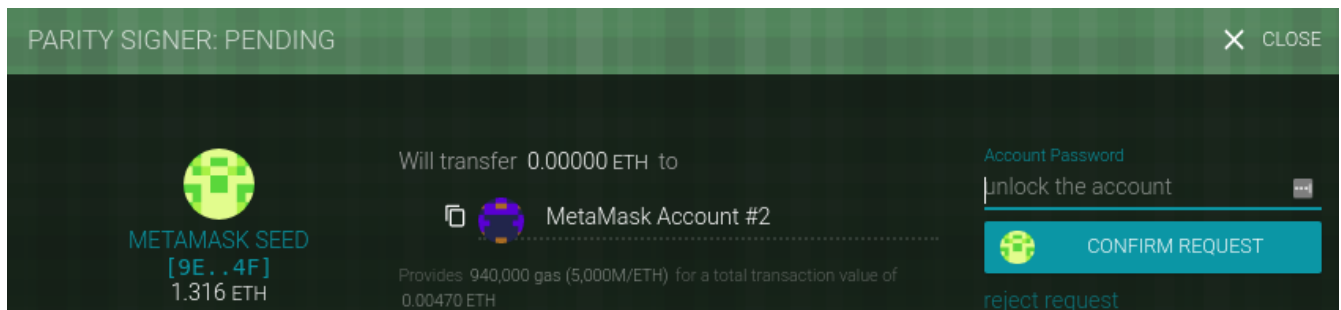 PARITY SIGNER: PENDING
CLOSE
METAMASK SEED
[9E..4F]
1.316 ETH
Will transfer 0.00000 ETH to
MetaMask Account #2
Provides 940,000 gas (5,000M/ETH) for a total transaction value of
0.00470 ETH
Account Password
unlock the account
CONFIRM REQUEST
reject request